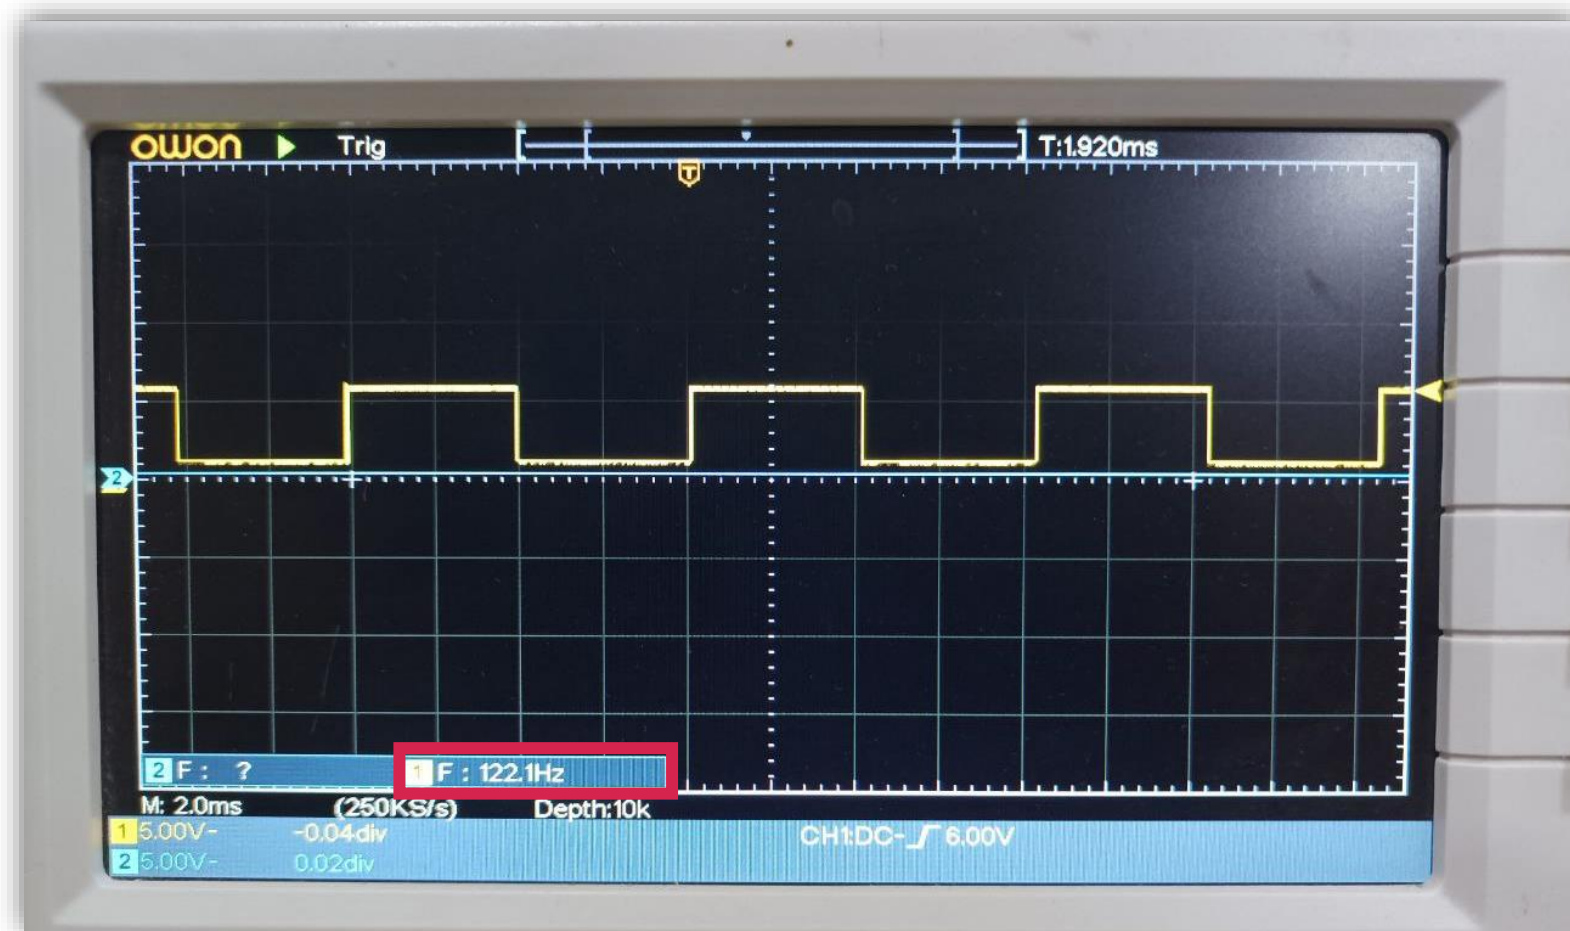 OWON Trig T:1.920ms
T
2
2 F : ? 1 F : 122.1Hz
M: 2.0ms (250KS/s) Depth:10k
1 5.00V- -0.04div CH1:DC- 6.00V
2 5.00V- 0.02div